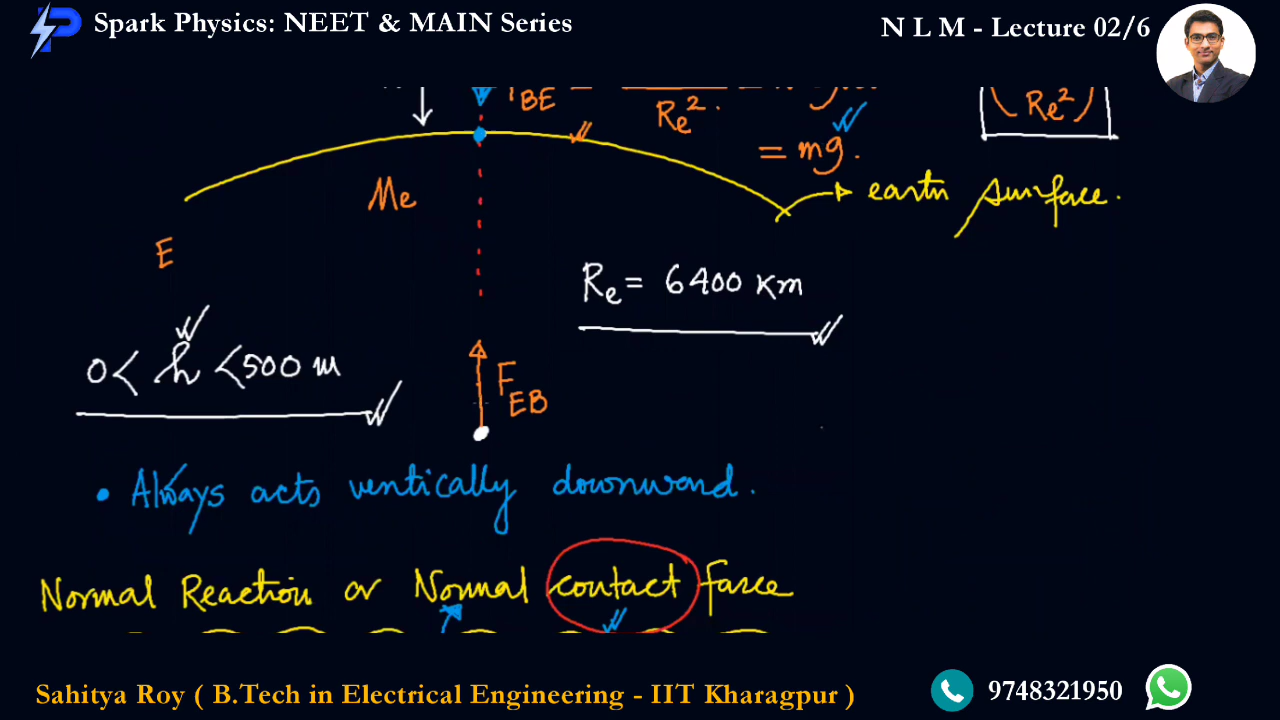 Spark Physics: NEET & MAIN Series
N L M - Lecture 02/6
BE =
Re².
= mg.
(Re²)
Me
earth surface.
E
Re = 6400 Km
0 < h < 500 m
F EB
• Always acts vertically downward.
Normal Reaction or Normal contact force
Sahitya Roy ( B.Tech in Electrical Engineering - IIT Kharagpur )
9748321950